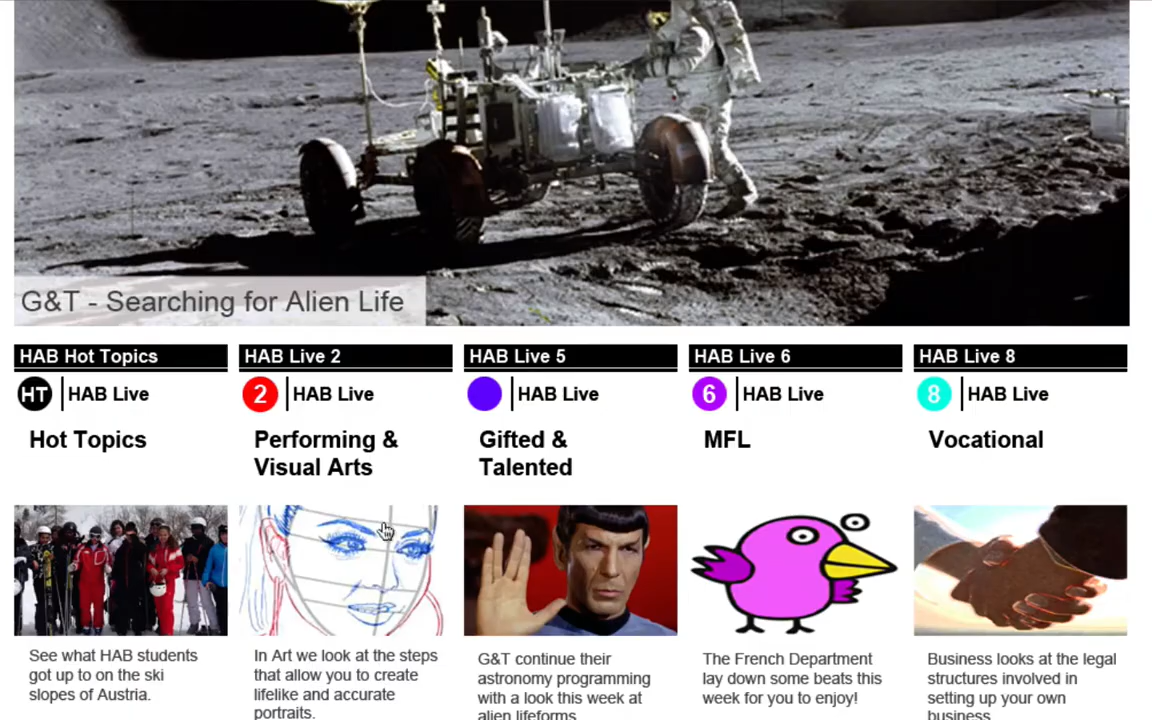 G&T - Searching for Alien Life
HAB Hot Topics
HT HAB Live
Hot Topics
See what HAB students
got up to on the ski
slopes of Austria.
HAB Live 2
2 HAB Live
Performing &
Visual Arts
In Art we look at the steps
that allow you to create
lifelike and accurate
portraits.
HAB Live 5
HAB Live
Gifted &
Talented
G&T continue their
astronomy programming
with a look this week at
alien lifeforms
HAB Live 6
6 HAB Live
MFL
The French Department
lay down some beats this
week for you to enjoy!
HAB Live 8
8 HAB Live
Vocational
Business looks at the legal
structures involved in
setting up your own
business